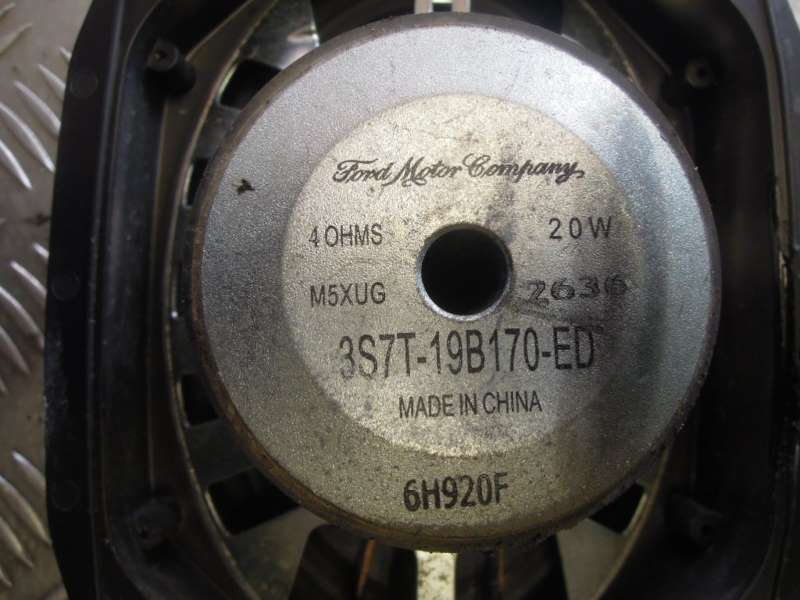 Ford Motor Company
4 OHMS 20W
M5XUG 2636
3S7T-19B170-ED
MADE IN CHINA
6H920F